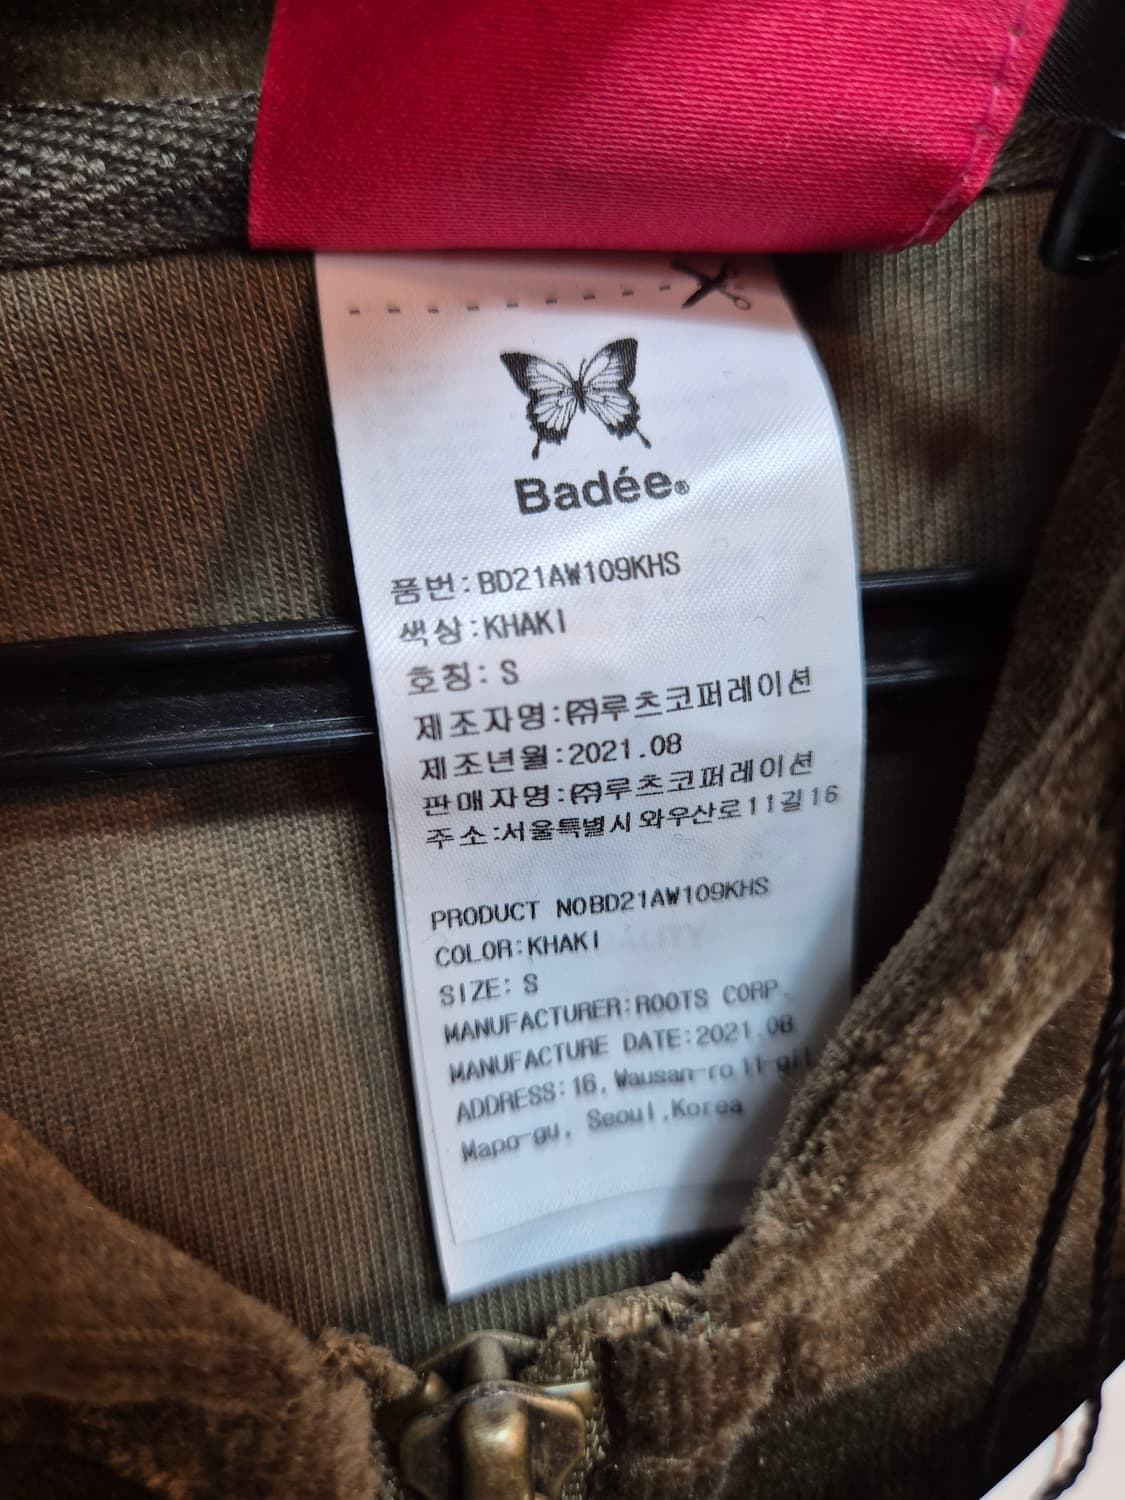 Badée®
품번:BD21AW109KHS
색상:KHAKI
호칭:S
제조자명:㈜루츠코퍼레이션
제조년월:2021.08
판매자명:㈜루츠코퍼레이션
주소:서울특별시 와우산로11길16
PRODUCT NOBD21AW109KHS
COLOR:KHAKI
SIZE: S
MANUFACTURER:ROOTS CORP.
MANUFACTURE DATE:2021.08
ADDRESS:16, Wausan-ro 11-gil
Mapo-gu, Seoul,Korea